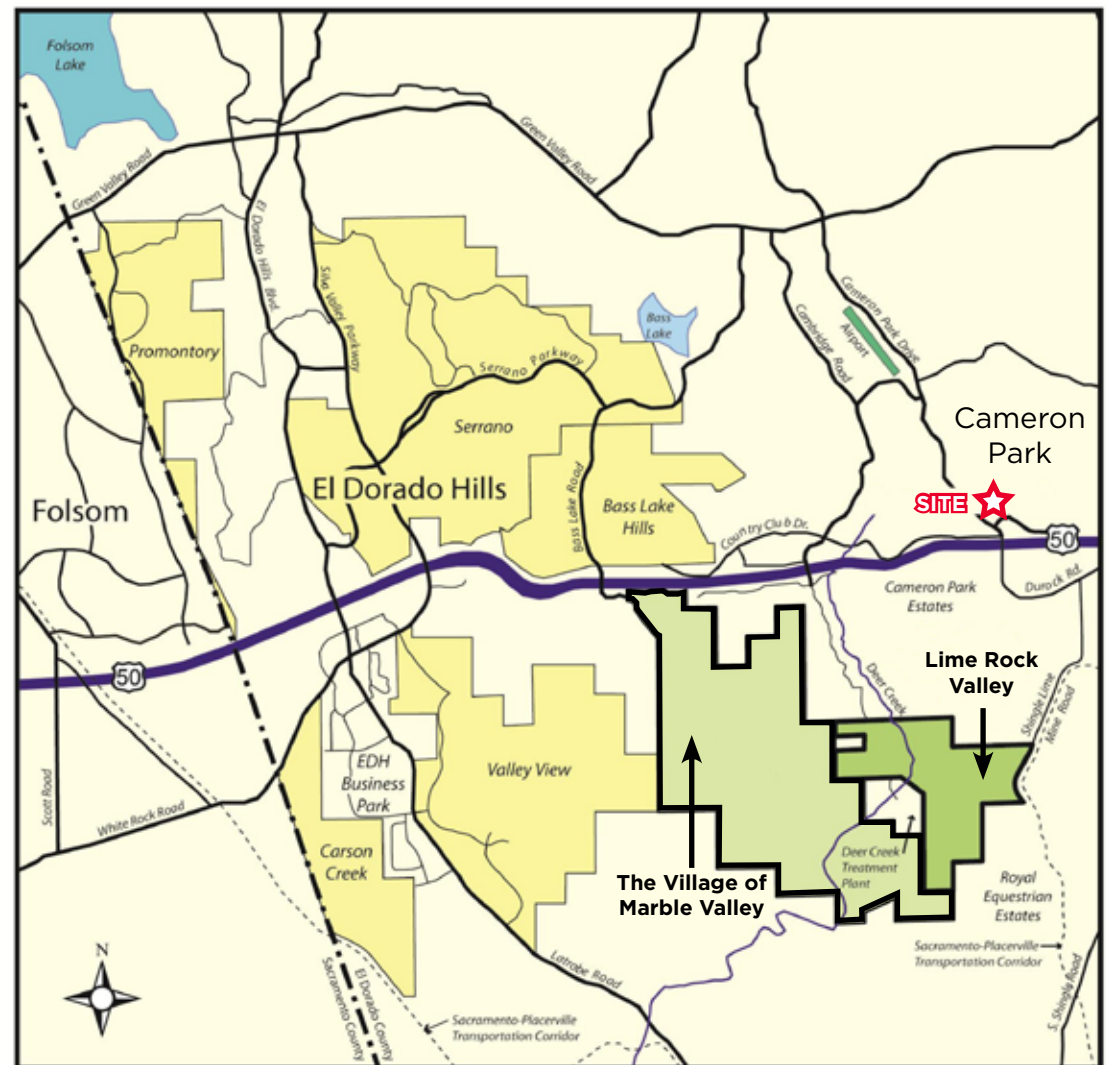 Folsom
Lake
Green Valley Road
Green Valley Road
El Dorado Hills Blvd.
Silva Valley Parkway
Bass
Lake
Cameron Park Drive
Airport
Cambridge Road
Promontory
Serrano Parkway
Serrano
Cameron
Park
El Dorado Hills
SITE
Folsom
Bass Lake Road
Bass Lake
Hills
Country Club Dr.
50
Durock Rd.
Cameron Park
Estates
50
Lime Rock
Valley
Deer Creek
Shingle Lime
Mine Road
EDH
Business
Park
Valley View
Scott Road
White Rock Road
Carson
Creek
Deer Creek
Treatment
Plant
The Village of
Marble Valley
Royal
Equestrian
Estates
Sacramento-Placerville
Transportation Corridor
Latrobe Road
S. Shingle Road
N
El Dorado County
Sacramento County
Sacramento-Placerville
Transportation Corridor